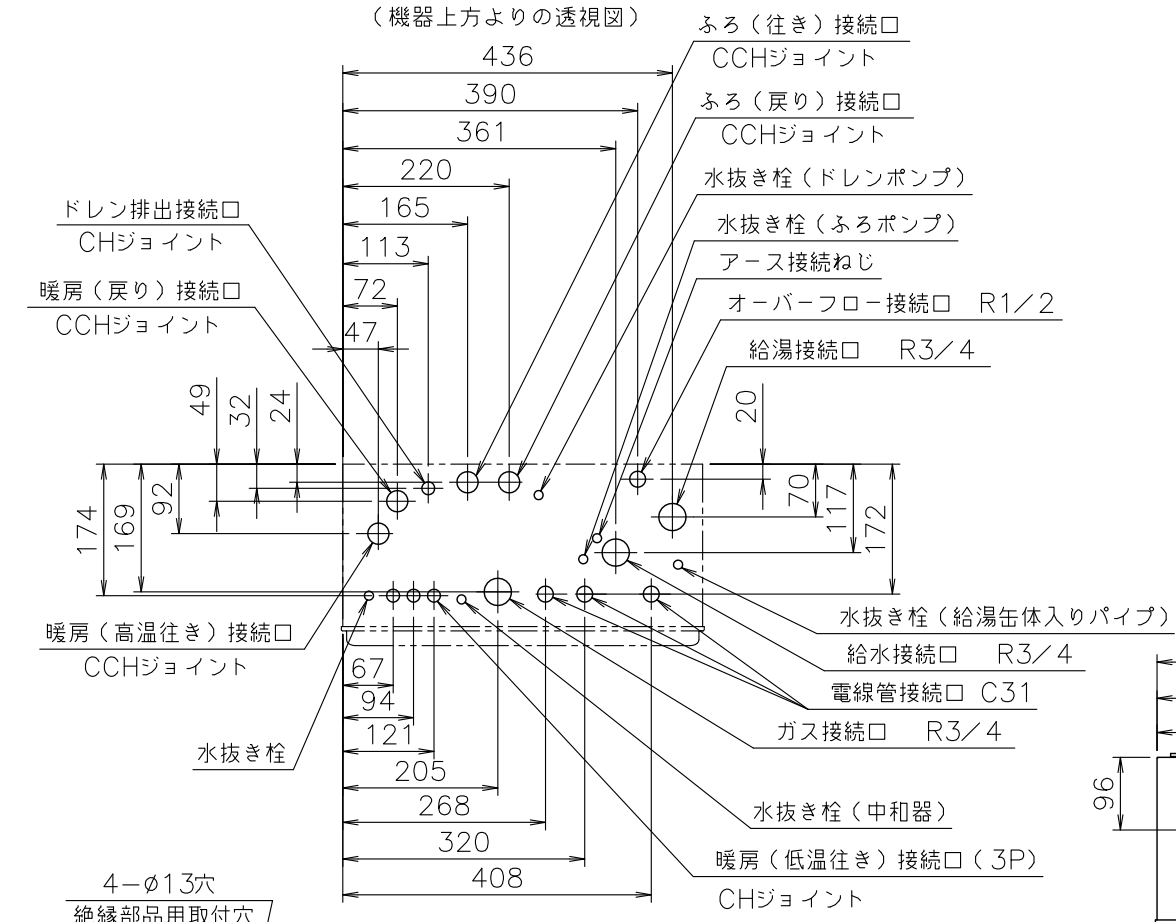 （機器上方よりの透視図）
ふろ（往き）接続口
CCHジョイント
436
390
ふろ（戻り）接続口
CCHジョイント
361
220
水抜き栓（ドレンポンプ）
165
ドレン排出接続口
CHジョイント
水抜き栓（ふろポンプ）
113
アース接続ねじ
暖房（戻り）接続口
CCHジョイント
72
オーバーフロー接続口 R1/2
47
給湯接続口 R3/4
49
32
24
20
174
169
92
70
117
172
暖房（高温往き）接続口
CCHジョイント
水抜き栓（給湯缶体入りパイプ）
給水接続口 R3/4
67
電線管接続口 C31
94
ガス接続口 R3/4
121
水抜き栓
205
96
268
水抜き栓（中和器）
320
暖房（低温往き）接続口（3P）
CHジョイント
408
4-φ13穴
絶縁部品用取付穴